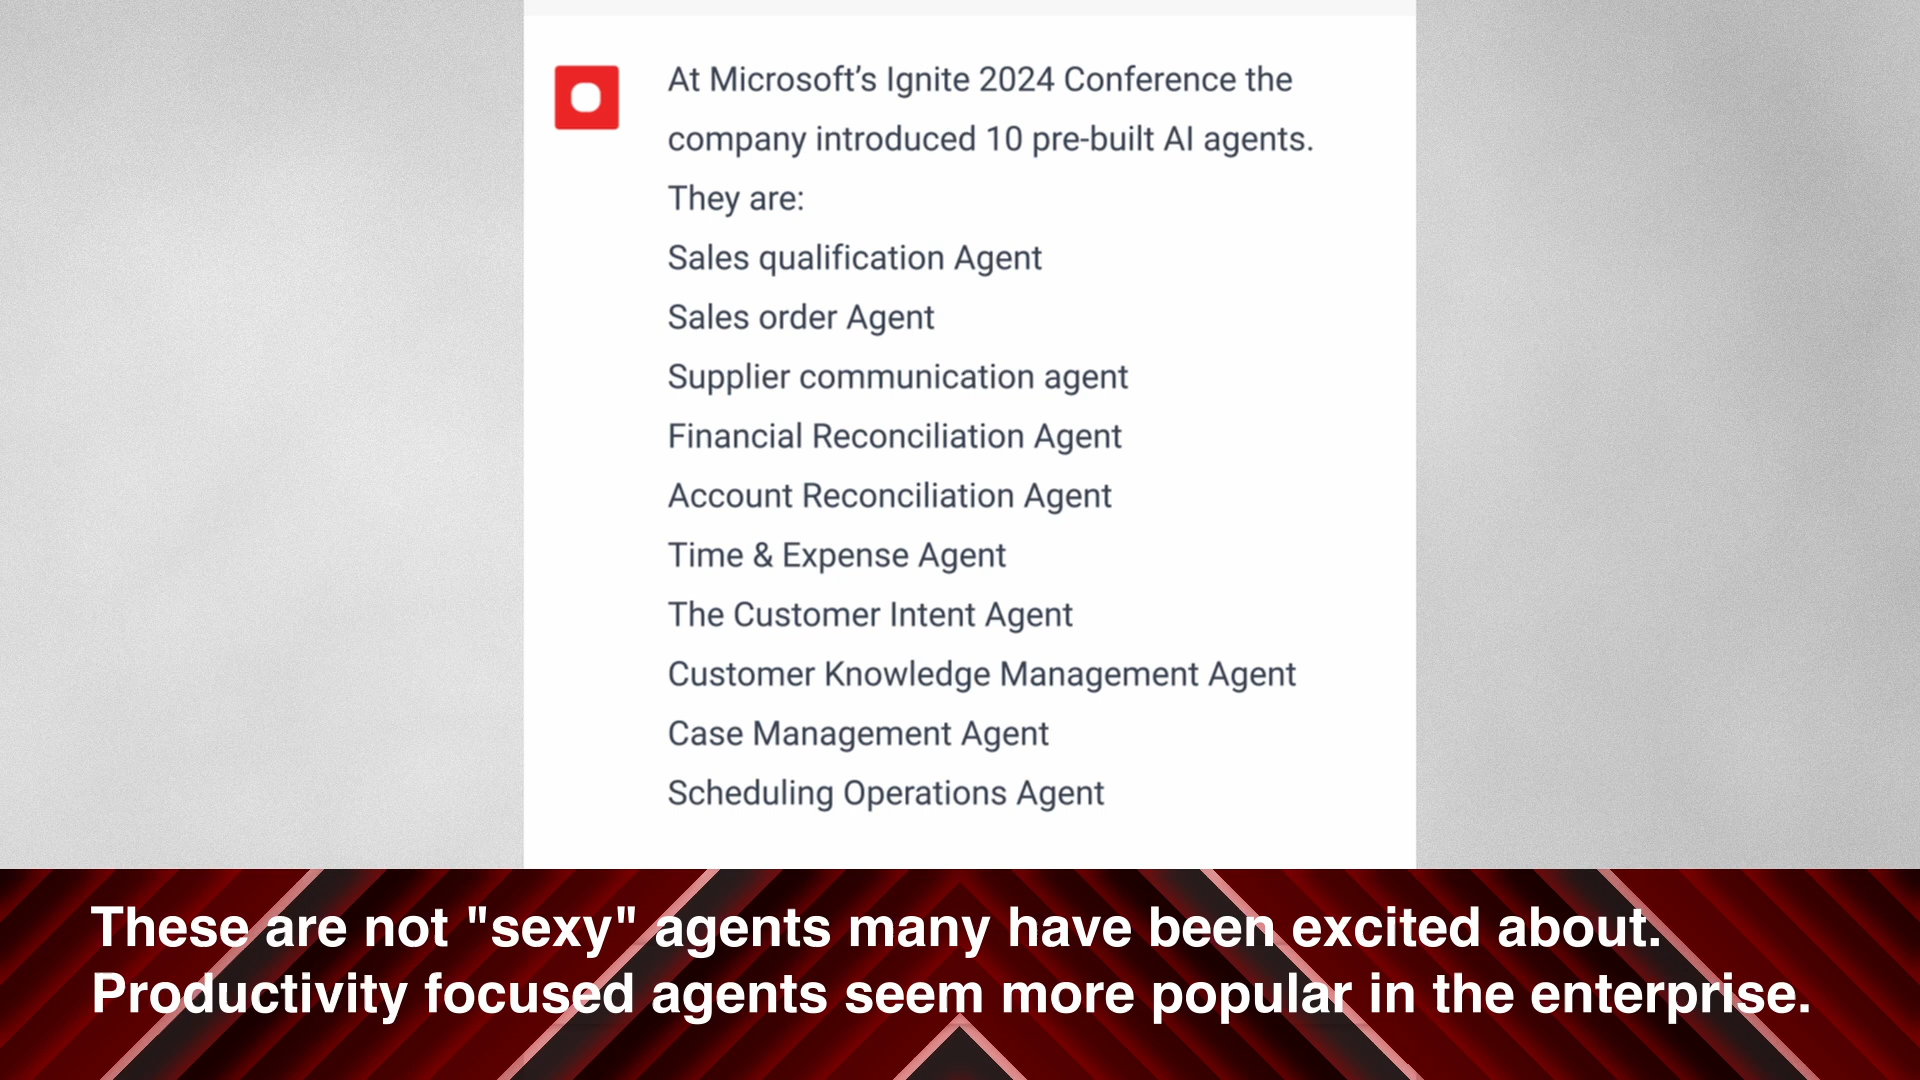 At Microsoft’s Ignite 2024 Conference the
company introduced 10 pre-built AI agents.
They are:
Sales qualification Agent
Sales order Agent
Supplier communication agent
Financial Reconciliation Agent
Account Reconciliation Agent
Time & Expense Agent
The Customer Intent Agent
Customer Knowledge Management Agent
Case Management Agent
Scheduling Operations Agent
These are not "sexy" agents many have been excited about.
Productivity focused agents seem more popular in the enterprise.